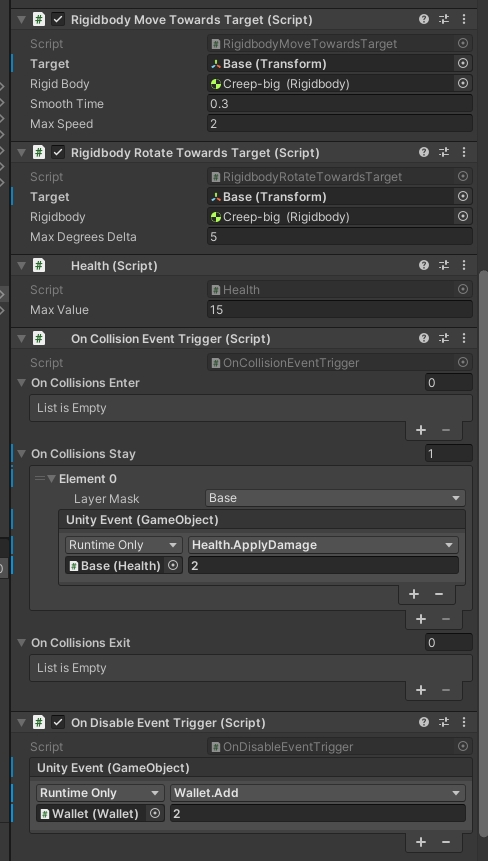 Rigidbody Move Towards Target (Script)
Script RigidbodyMoveTowardsTarget
Target Base (Transform)
Rigid Body Creep-big (Rigidbody)
Smooth Time 0.3
Max Speed 2
Rigidbody Rotate Towards Target (Script)
Script RigidbodyRotateTowardsTarget
Target Base (Transform)
Rigidbody Creep-big (Rigidbody)
Max Degrees Delta 5
Health (Script)
Script Health
Max Value 15
On Collision Event Trigger (Script)
Script OnCollisionEventTrigger
On Collisions Enter 0
List is Empty
On Collisions Stay 1
Element 0
Layer Mask Base
Unity Event (GameObject)
Runtime Only Health.ApplyDamage
Base (Health) 2
On Collisions Exit 0
List is Empty
On Disable Event Trigger (Script)
Script OnDisableEventTrigger
Unity Event (GameObject)
Runtime Only Wallet.Add
Wallet (Wallet) 2